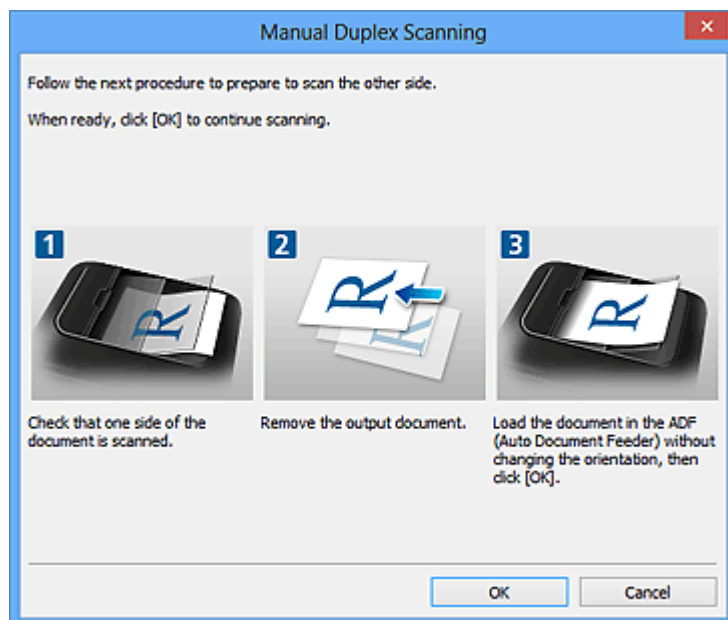 Manual Duplex Scanning
Follow the next procedure to prepare to scan the other side.
When ready, click [OK] to continue scanning.
1
R
2
R
R
3
R
Check that one side of the
document is scanned.
Remove the output document.
Load the document in the ADF
(Auto Document Feeder) without
changing the orientation, then
click [OK].
OK
Cancel